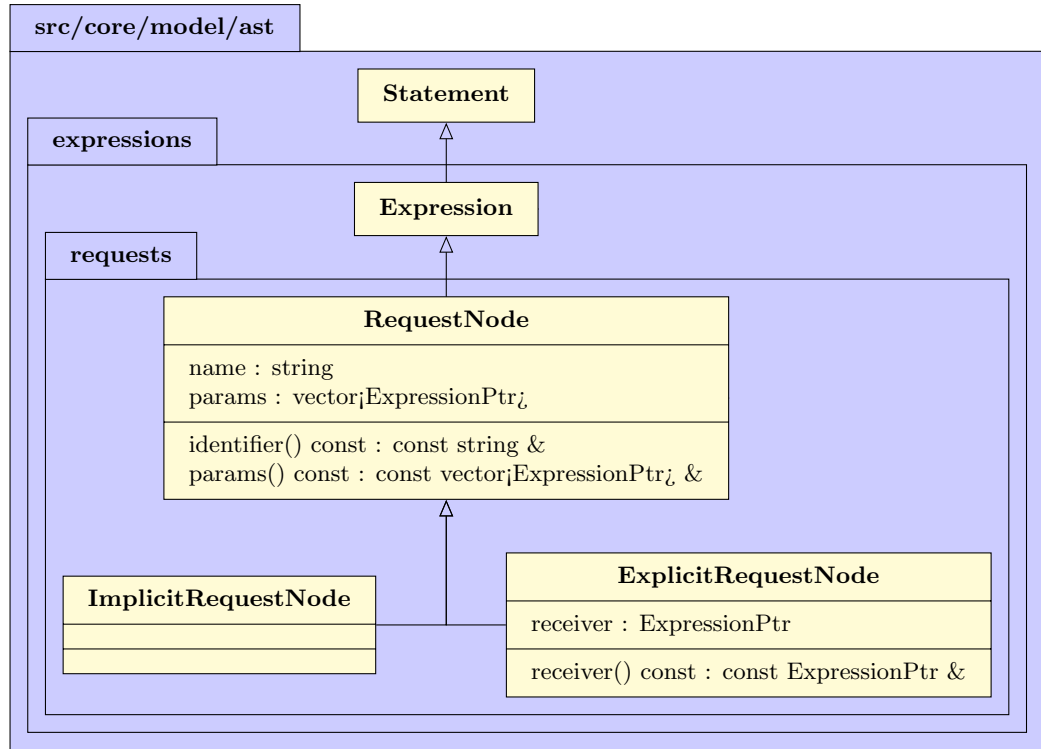 src/core/model/ast
Statement
expressions
Expression
requests
RequestNode
name : string
params : vector¡ExpressionPtr¿
identifier() const : const string &
params() const : const vector¡ExpressionPtr¿ &
ImplicitRequestNode
ExplicitRequestNode
receiver : ExpressionPtr
receiver() const : const ExpressionPtr &